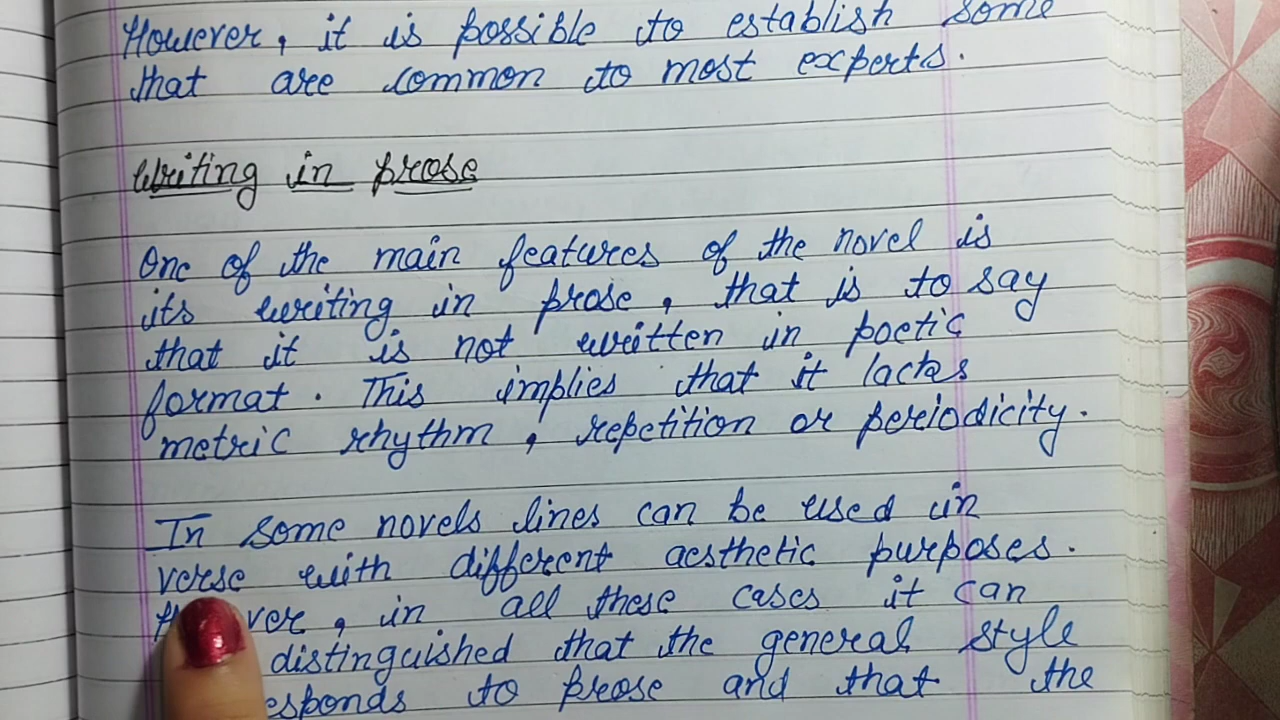 However, it is possible to establish some
that are common to most experts.
Writing in prose
One of the main features of the novel is
its writing in prose, that is to say
that it is not written in poetic
format. This implies that it lacks
metric rhythm, repetition or periodicity.
In some novels lines can be used in
verse with different aesthetic purposes.
in all these cases it can
distinguished that the general style
to prose and that the